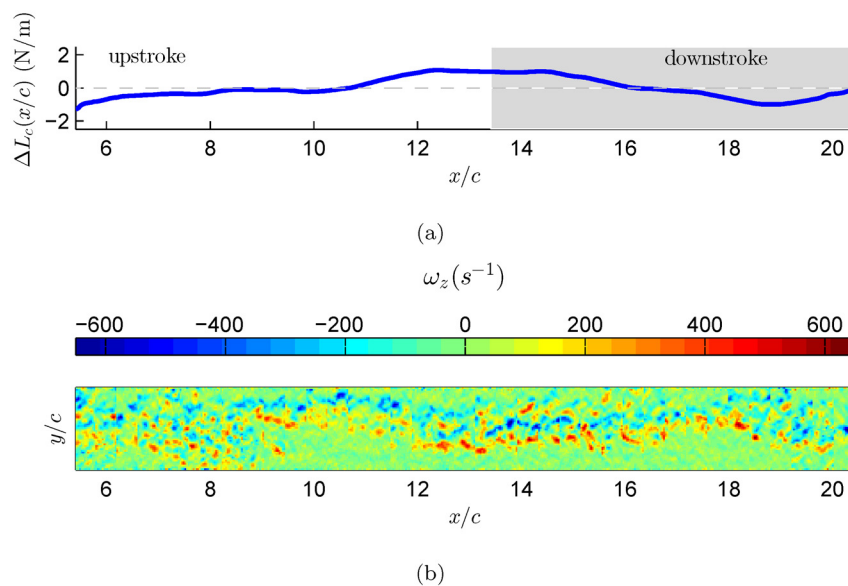 ΔL_c(x/c) (N/m)
2
0
−2
upstroke
downstroke
6 8 10 12 14 16 18 20
x/c
(a)
ω_z(s^{−1})
−600 −400 −200 0 200 400 600
y/c
6 8 10 12 14 16 18 20
x/c
(b)